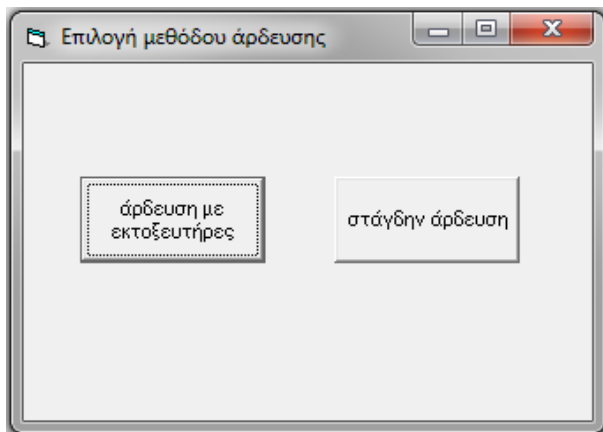 Επιλογή μεθόδου άρδευσης
άρδευση με
εκτοξευτήρες
στάγδην άρδευση